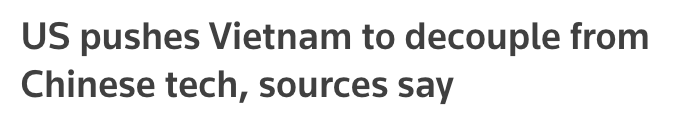 US pushes Vietnam to decouple from
Chinese tech, sources say